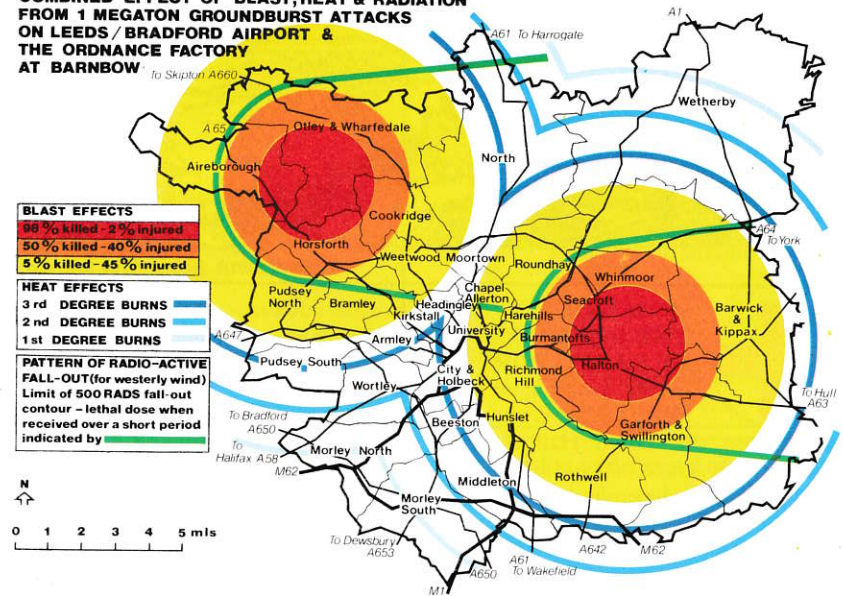 COMBINED EFFECT OF BLAST, HEAT & RADIATION
FROM 1 MEGATON GROUNDBURST ATTACKS
ON LEEDS / BRADFORD AIRPORT &
THE ORDNANCE FACTORY
AT BARNBOW
To Skipton A660
A61 To Harrogate
A1
Wetherby
A65
Otley & Wharfedale
North
Aireborough
Cookridge
Horsforth
Weetwood
Moortown
Roundhay
A64
To York
BLAST EFFECTS
98% killed - 2% injured
50% killed - 40% injured
5% killed - 45% injured
HEAT EFFECTS
3rd DEGREE BURNS
2nd DEGREE BURNS
1st DEGREE BURNS
PATTERN OF RADIO-ACTIVE
FALL-OUT (for westerly wind)
Limit of 500 RADS fall-out
contour - lethal dose when
received over a short period
indicated by
Pudsey
North
Bramley
Headingley
Kirkstall
Chapel
Allerton
Harehills
Whinmoor
Seacroft
Barwick
&
Kippax
A647
Armley
University
Burmantofts
Halton
Pudsey South
Wortley
City &
Holbeck
Richmond
Hill
To Hull
A63
To Bradford
A650
Beeston
Hunslet
Garforth &
Swillington
To
Halifax A58
M62
Morley North
Middleton
Rothwell
Morley
South
N
0 1 2 3 4 5 mls
To Dewsbury
A653
A650
M1
A61
To Wakefield
A642
M62